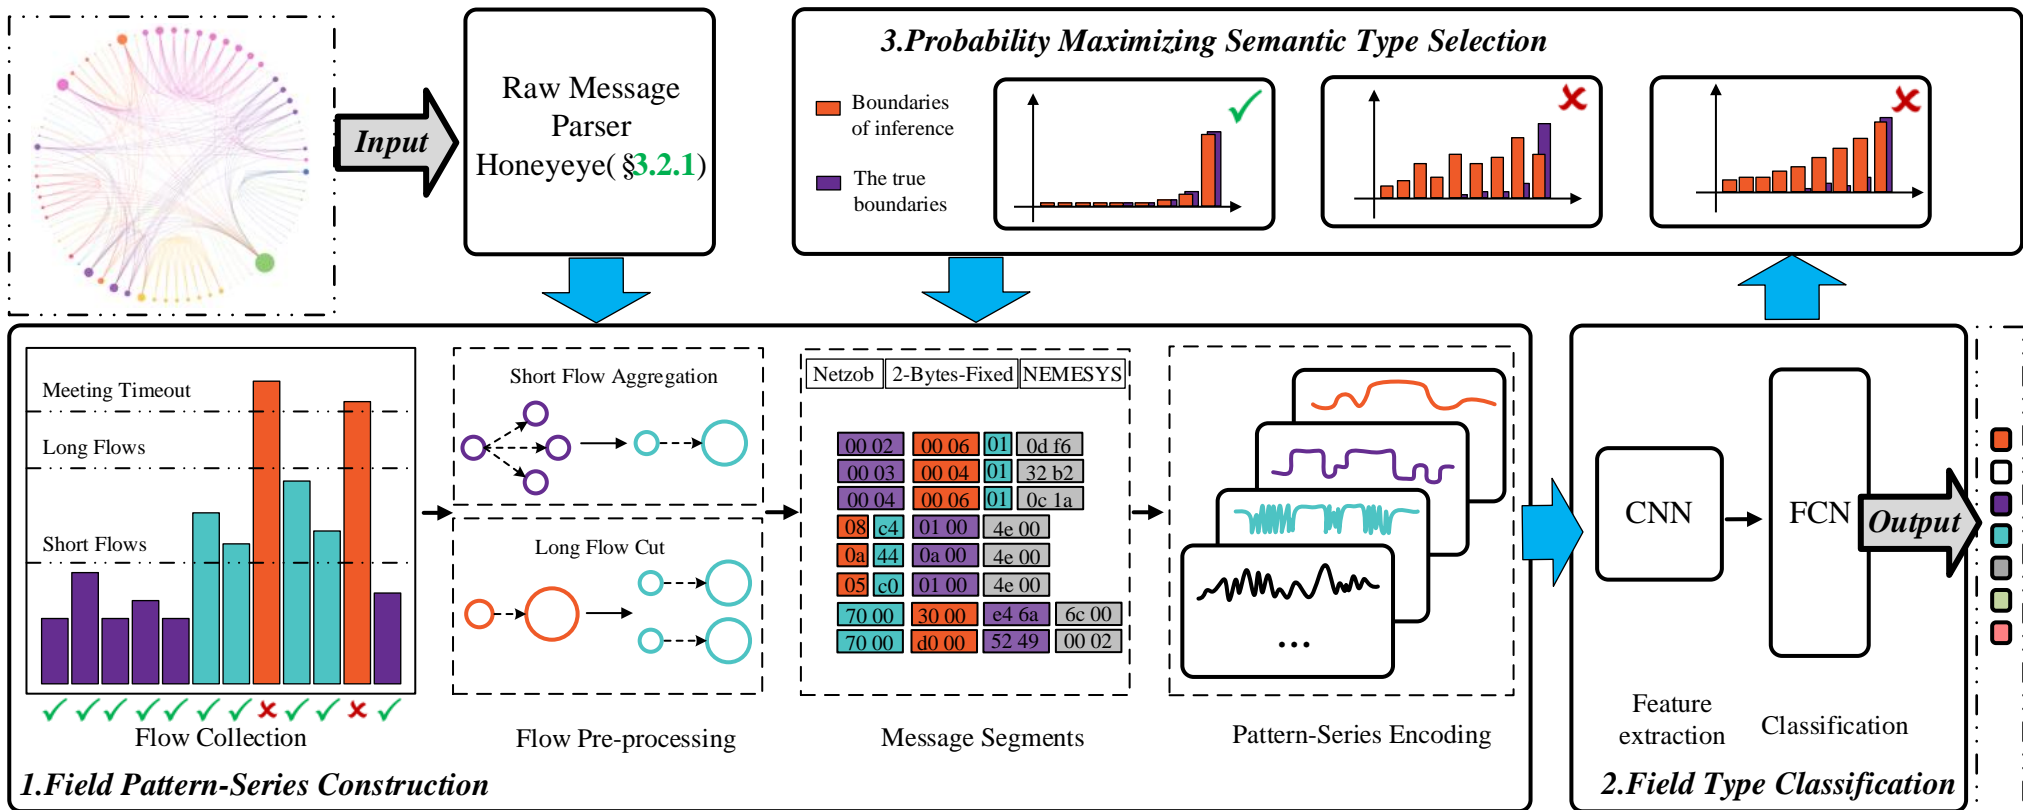 Input
Raw Message
Parser
Honeyeye( §3.2.1)
3.Probability Maximizing Semantic Type Selection
Boundaries
of inference
The true
boundaries
Meeting Timeout
Long Flows
Short Flows
Flow Collection
Short Flow Aggregation
Long Flow Cut
Flow Pre-processing
Netzob 2-Bytes-Fixed NEMESYS
00 02 00 06 01 0d f6
00 03 00 04 01 32 b2
00 04 00 06 01 0c 1a
08 c4 01 00 4e 00
0a 44 0a 00 4e 00
05 c0 01 00 4e 00
70 00 30 00 e4 6a 6c 00
70 00 d0 00 52 49 00 02
Message Segments
...
Pattern-Series Encoding
1.Field Pattern-Series Construction
CNN
FCN
Output
Feature
extraction
Classification
2.Field Type Classification